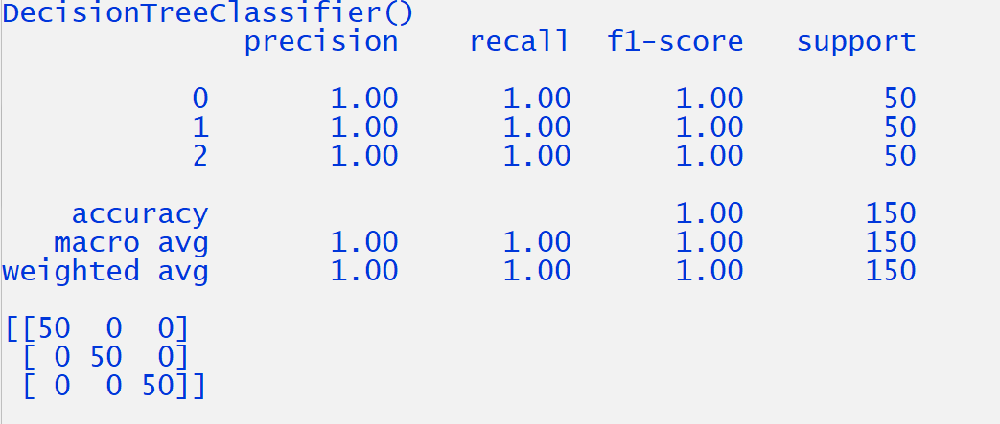 DecisionTreeClassifier()
              precision    recall  f1-score   support

           0       1.00      1.00      1.00        50
           1       1.00      1.00      1.00        50
           2       1.00      1.00      1.00        50

    accuracy                           1.00       150
   macro avg       1.00      1.00      1.00       150
weighted avg       1.00      1.00      1.00       150

[[50  0  0]
 [ 0 50  0]
 [ 0  0 50]]